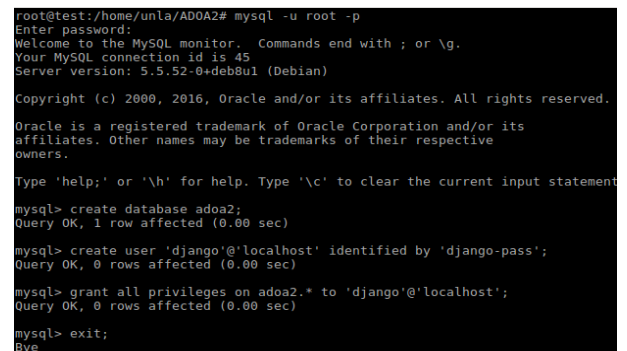 root@test:/home/unla/ADOA2# mysql -u root -p
Enter password:
Welcome to the MySQL monitor.  Commands end with ; or \g.
Your MySQL connection id is 45
Server version: 5.5.52-0+deb8u1 (Debian)
Copyright (c) 2000, 2016, Oracle and/or its affiliates. All rights reserved.
Oracle is a registered trademark of Oracle Corporation and/or its
affiliates. Other names may be trademarks of their respective
owners.
Type 'help;' or '\h' for help. Type '\c' to clear the current input statement
mysql> create database adoa2;
Query OK, 1 row affected (0.00 sec)
mysql> create user 'django'@'localhost' identified by 'django-pass';
Query OK, 0 rows affected (0.00 sec)
mysql> grant all privileges on adoa2.* to 'django'@'localhost';
Query OK, 0 rows affected (0.00 sec)
mysql> exit;
Bye